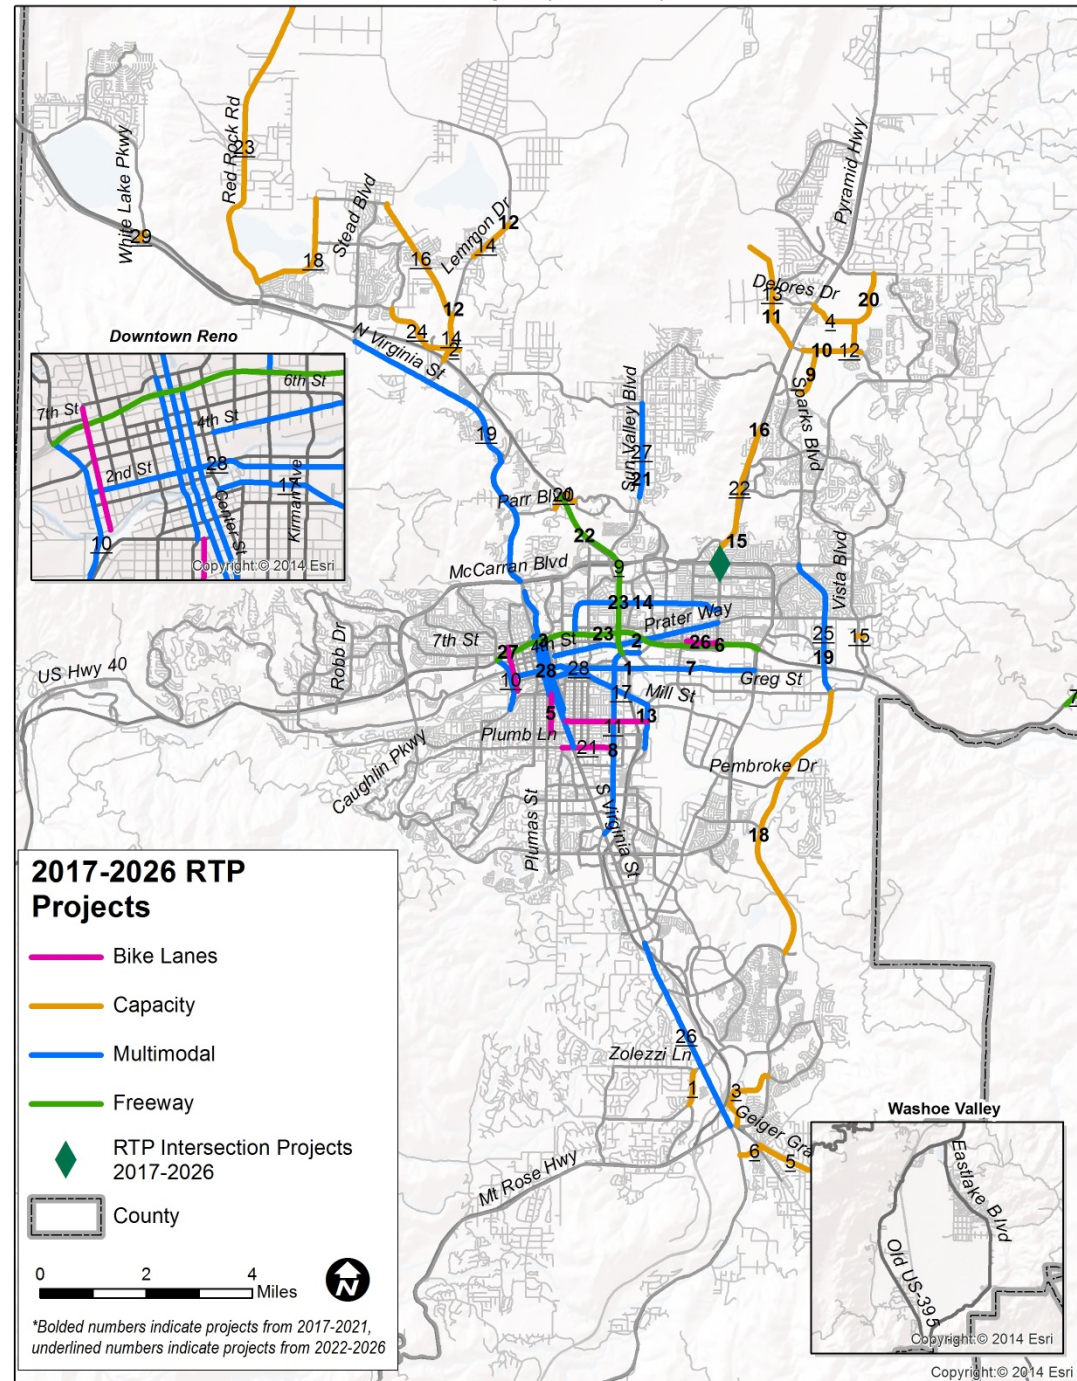 Red Rock Rd
23
White Lake Pkwy
29
Stead Blvd
18
16
Lemmon Dr
12
14
12
24
14
2
N Virginia St
19
Pyramid Hwy
Delores Dr
13
11
20
4
10
12
9
Sparks Blvd
16
22
15
Sun Valley Blvd
27
21
Parr Blvd
20
22
McCarran Blvd
9
Downtown Reno
6th St
7th St
4th St
2nd St
28
17
Center St
Kirman Ave
10
Copyright:© 2014 Esri
23
14
Prater Way
7th St
3
4th St
23
2
26
6
27
10
28
28
1
7
Greg St
17
Mill St
13
5
11
Plumb Ln
21
8
Vista Blvd
25
15
19
7
US Hwy 40
Robb Dr
Caughlin Pkwy
Plumas St
S Virginia St
Pembroke Dr
18
26
Zolezzi Ln
1
3
Geiger Gra
6
5
Mt Rose Hwy
2017-2026 RTP
Projects
Bike Lanes
Capacity
Multimodal
Freeway
RTP Intersection Projects
2017-2026
County
0 2 4
Miles
N
*Bolded numbers indicate projects from 2017-2021,
underlined numbers indicate projects from 2022-2026
Washoe Valley
Eastlake Blvd
Old US-395
Copyright:© 2014 Esri
Copyright:© 2014 Esri